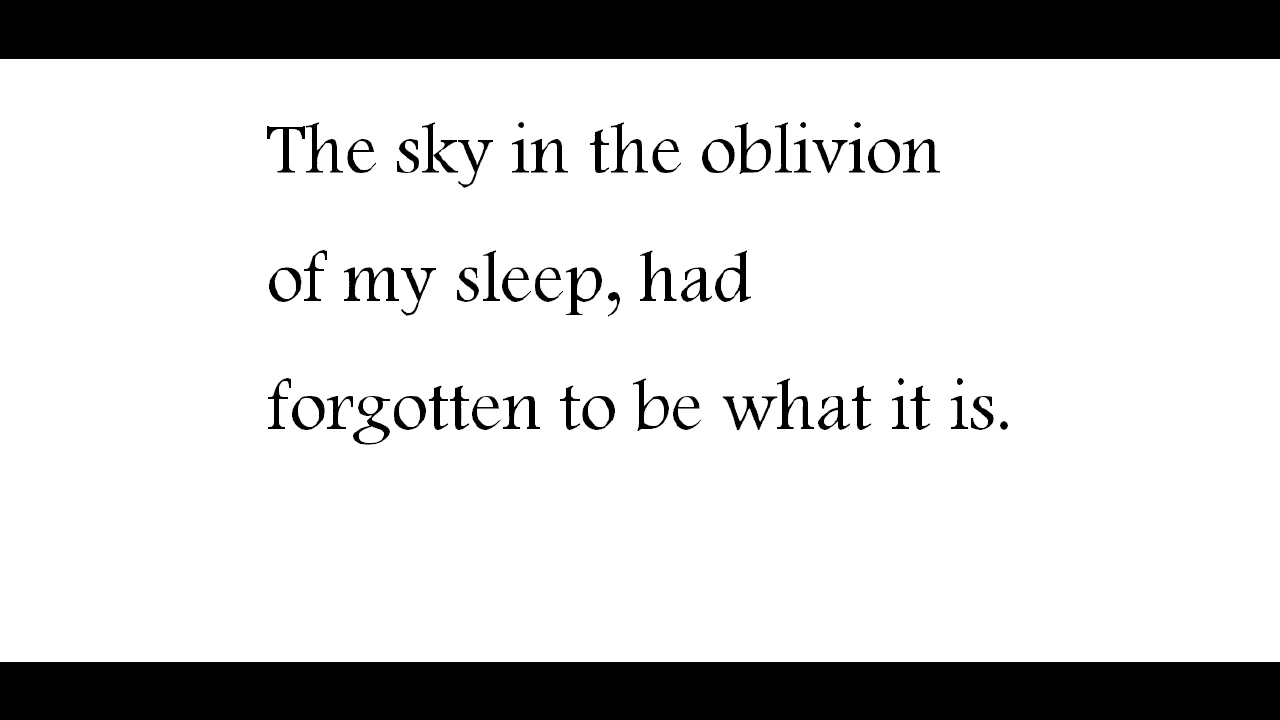 The sky in the oblivion
of my sleep, had
forgotten to be what it is.